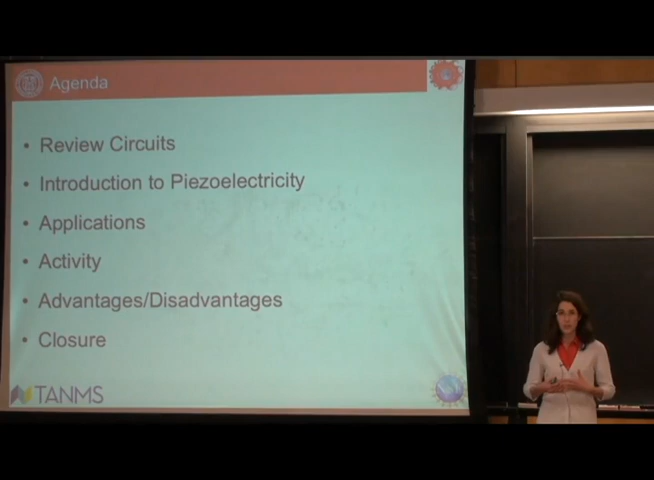 Agenda
• Review Circuits
• Introduction to Piezoelectricity
• Applications
• Activity
• Advantages/Disadvantages
• Closure
TANMS